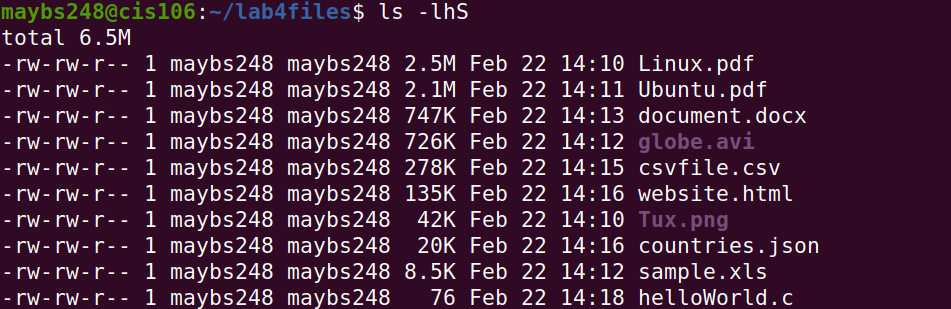 maybs248@cis106:~/lab4files$ ls -lhS
total 6.5M
-rw-rw-r-- 1 maybs248 maybs248 2.5M Feb 22 14:10 Linux.pdf
-rw-rw-r-- 1 maybs248 maybs248 2.1M Feb 22 14:11 Ubuntu.pdf
-rw-rw-r-- 1 maybs248 maybs248 747K Feb 22 14:13 document.docx
-rw-rw-r-- 1 maybs248 maybs248 726K Feb 22 14:12 globe.avi
-rw-rw-r-- 1 maybs248 maybs248 278K Feb 22 14:15 csvfile.csv
-rw-rw-r-- 1 maybs248 maybs248 135K Feb 22 14:16 website.html
-rw-rw-r-- 1 maybs248 maybs248  42K Feb 22 14:10 Tux.png
-rw-rw-r-- 1 maybs248 maybs248  20K Feb 22 14:16 countries.json
-rw-rw-r-- 1 maybs248 maybs248 8.5K Feb 22 14:12 sample.xls
-rw-rw-r-- 1 maybs248 maybs248   76 Feb 22 14:18 helloWorld.c